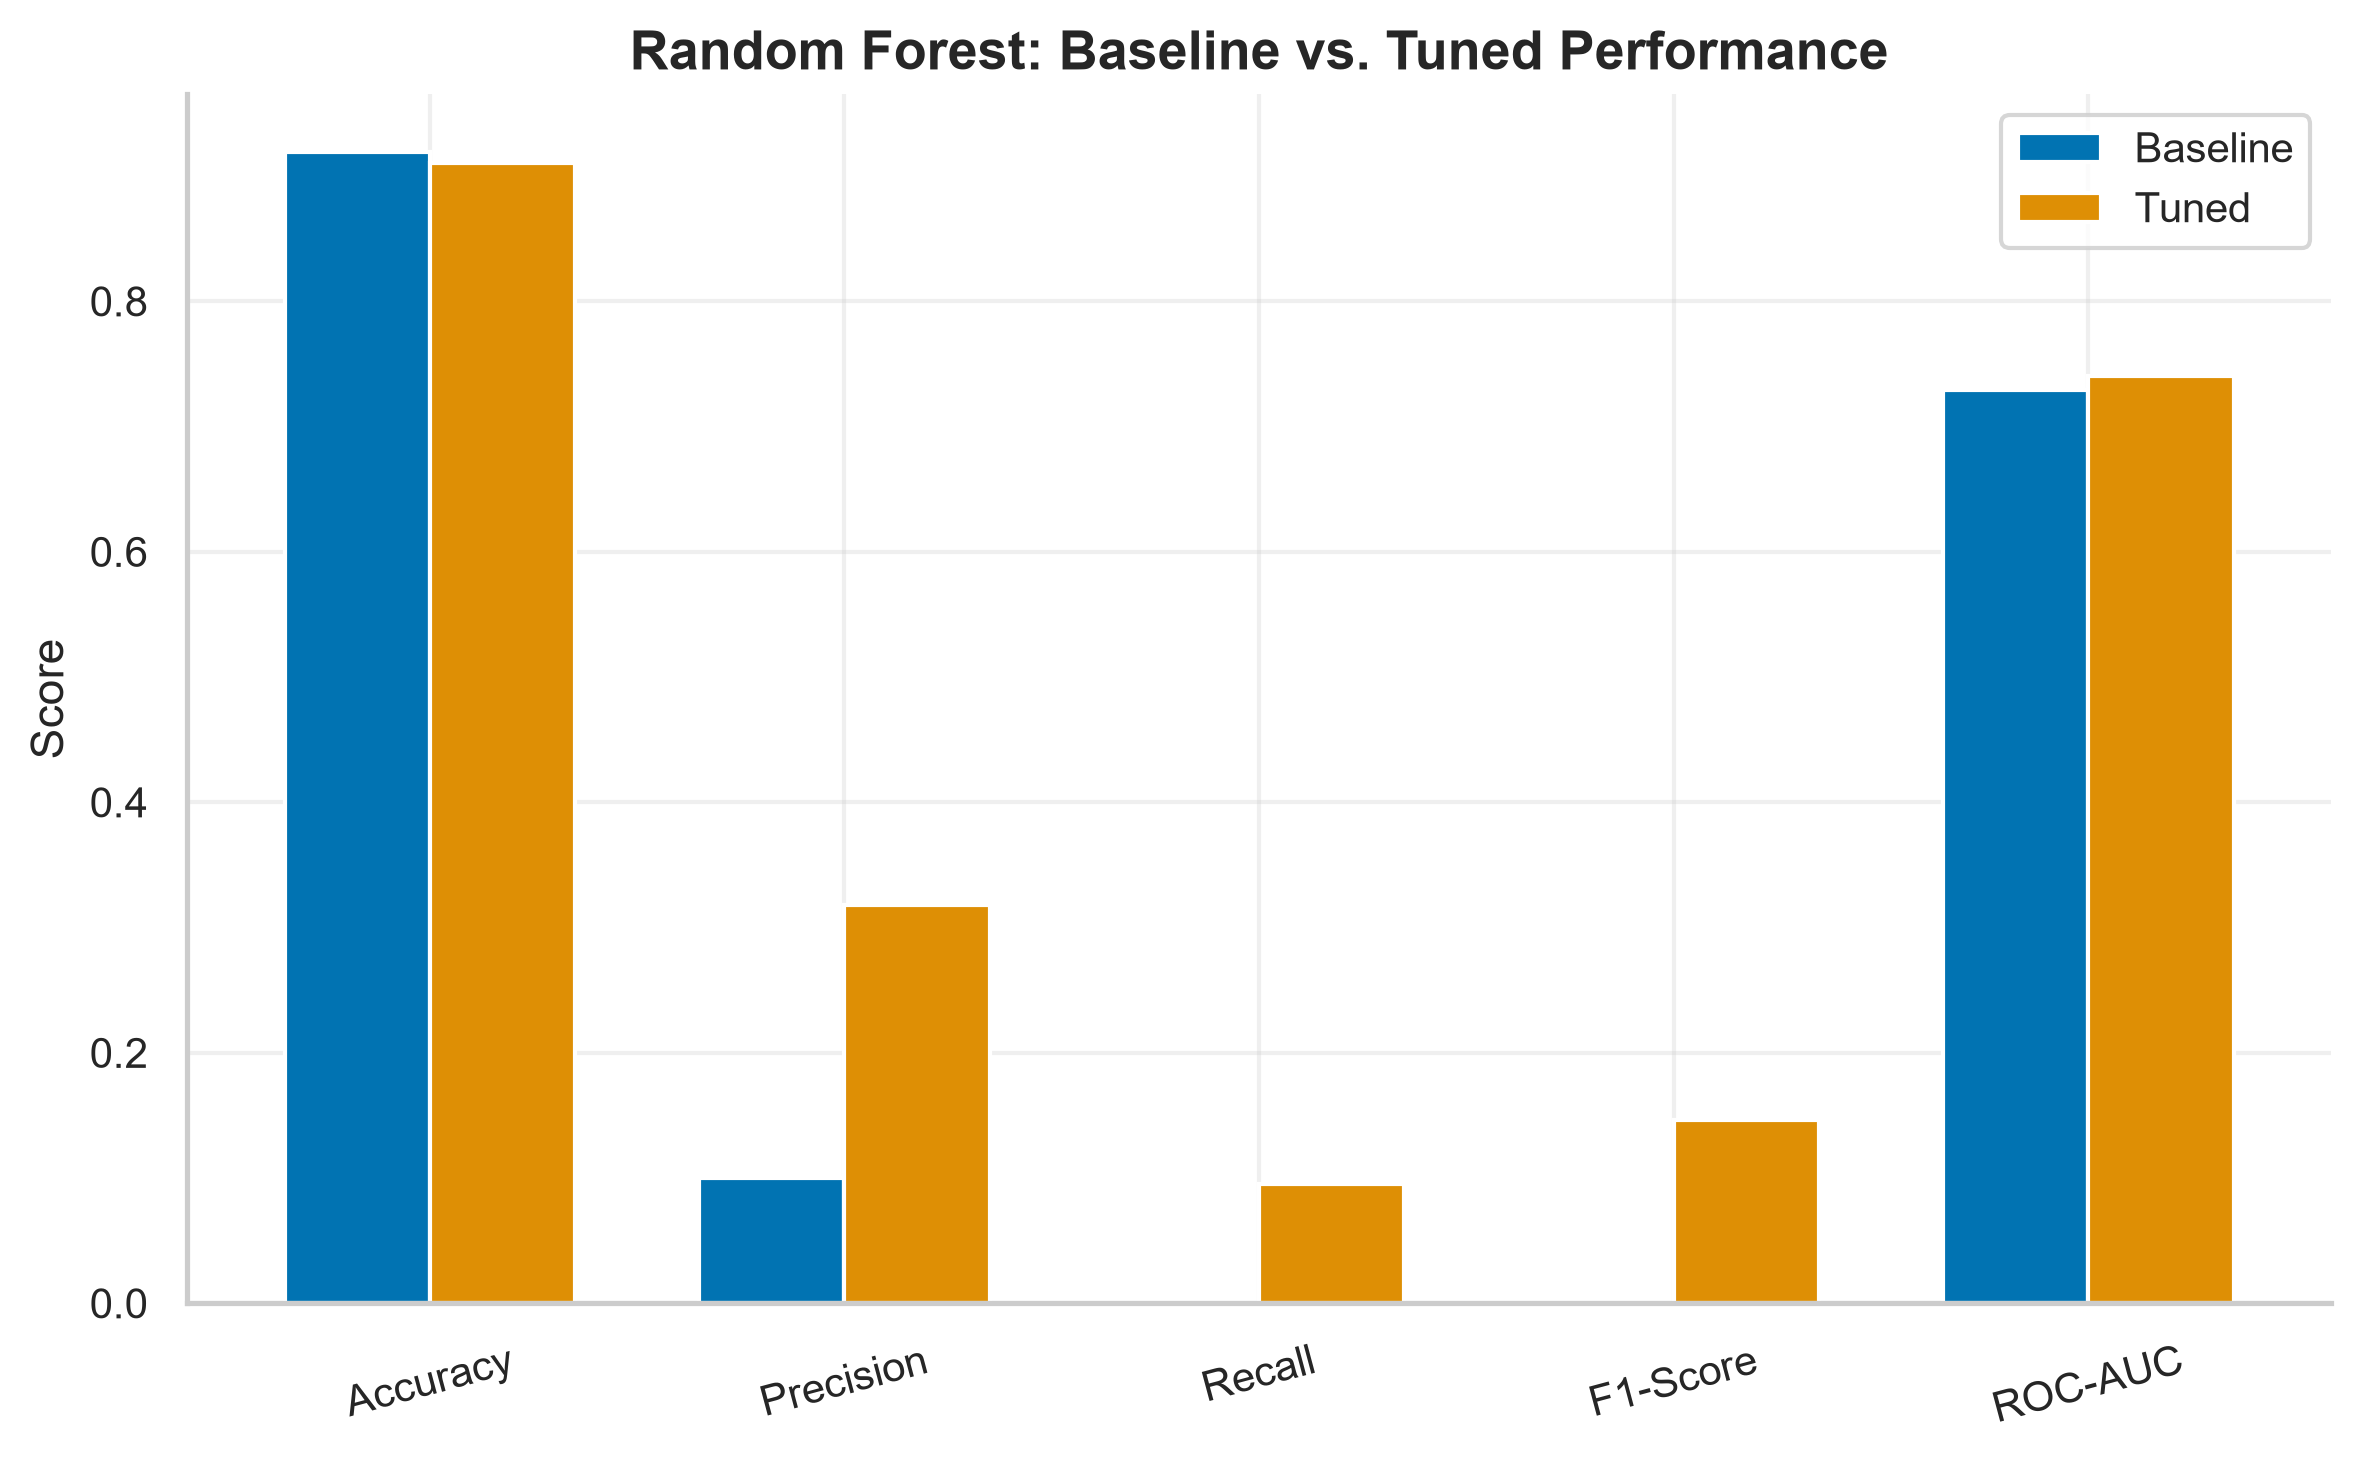 Random Forest: Baseline vs. Tuned Performance
Baseline
Tuned
Score
0.8
0.6
0.4
0.2
0.0
Accuracy
Precision
Recall
F1-Score
ROC-AUC